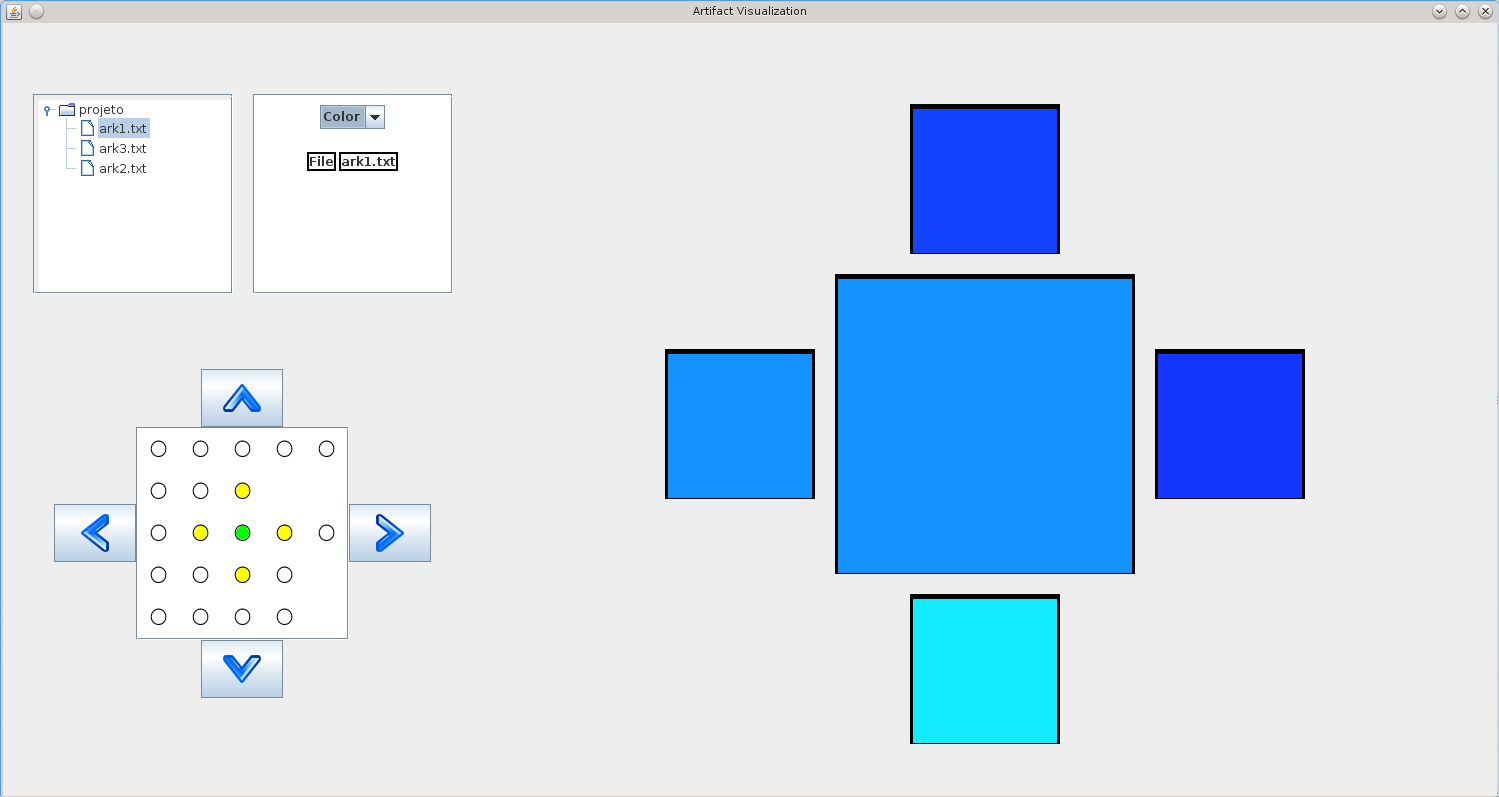 Artifact Visualization
projeto
ark1.txt
ark3.txt
ark2.txt
Color
File ark1.txt